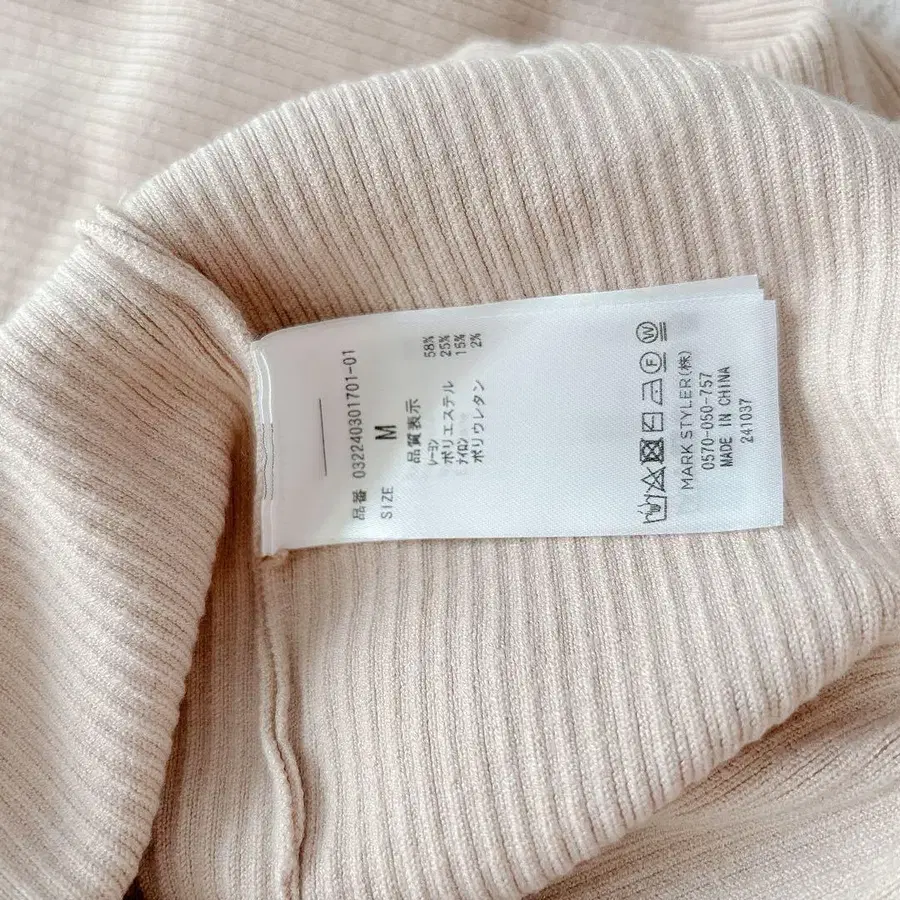 品番 032240301701-01
SIZE M
品質表示
レーヨン 58%
ポリエステル 25%
ナイロン 15%
ポリウレタン 2%
F W
MARK STYLER(株)
0570-050-757
MADE IN CHINA
241037